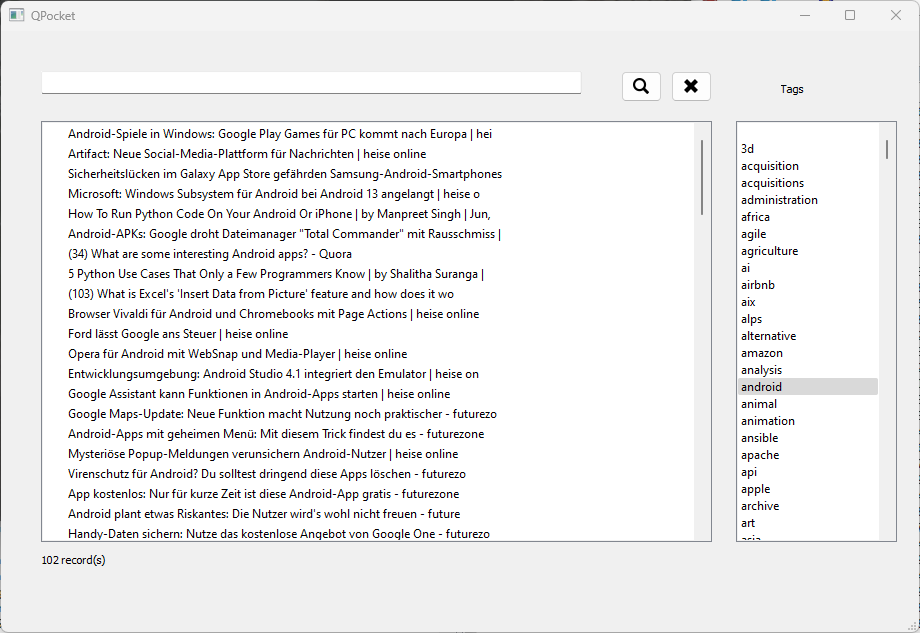 QPocket
Tags
Android-Spiele in Windows: Google Play Games für PC kommt nach Europa | hei
Artifact: Neue Social-Media-Plattform für Nachrichten | heise online
Sicherheitslücken im Galaxy App Store gefährden Samsung-Android-Smartphones
Microsoft: Windows Subsystem für Android bei Android 13 angelangt | heise o
How To Run Python Code On Your Android Or iPhone | by Manpreet Singh | Jun,
Android-APKs: Google droht Dateimanager "Total Commander" mit Rausschmiss |
(34) What are some interesting Android apps? - Quora
5 Python Use Cases That Only a Few Programmers Know | by Shalitha Suranga |
(103) What is Excel's 'Insert Data from Picture' feature and how does it wo
Browser Vivaldi für Android und Chromebooks mit Page Actions | heise online
Ford lässt Google ans Steuer | heise online
Opera für Android mit WebSnap und Media-Player | heise online
Entwicklungsumgebung: Android Studio 4.1 integriert den Emulator | heise on
Google Assistant kann Funktionen in Android-Apps starten | heise online
Google Maps-Update: Neue Funktion macht Nutzung noch praktischer - futurezo
Android-Apps mit geheimen Menü: Mit diesem Trick findest du es - futurezone
Mysteriöse Popup-Meldungen verunsichern Android-Nutzer | heise online
Virenschutz für Android? Du solltest dringend diese Apps löschen - futurezo
App kostenlos: Nur für kurze Zeit ist diese Android-App gratis - futurezone
Android plant etwas Riskantes: Die Nutzer wird's wohl nicht freuen - future
Handy-Daten sichern: Nutze das kostenlose Angebot von Google One - futurezo
3d
acquisition
acquisitions
administration
africa
agile
agriculture
ai
airbnb
aix
alps
alternative
amazon
analysis
android
animal
animation
ansible
apache
api
apple
archive
art
asia
102 record(s)